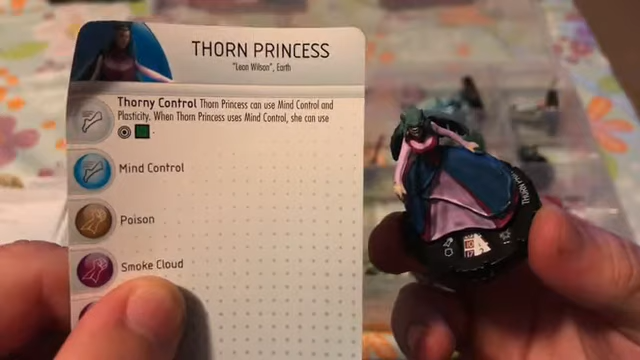 THORN PRINCESS
"Leon Wilson", Earth
Thorny Control Thorn Princess can use Mind Control and
Plasticity. When Thorn Princess uses Mind Control, she can use
.
Mind Control
Poison
Smoke Cloud
THORN